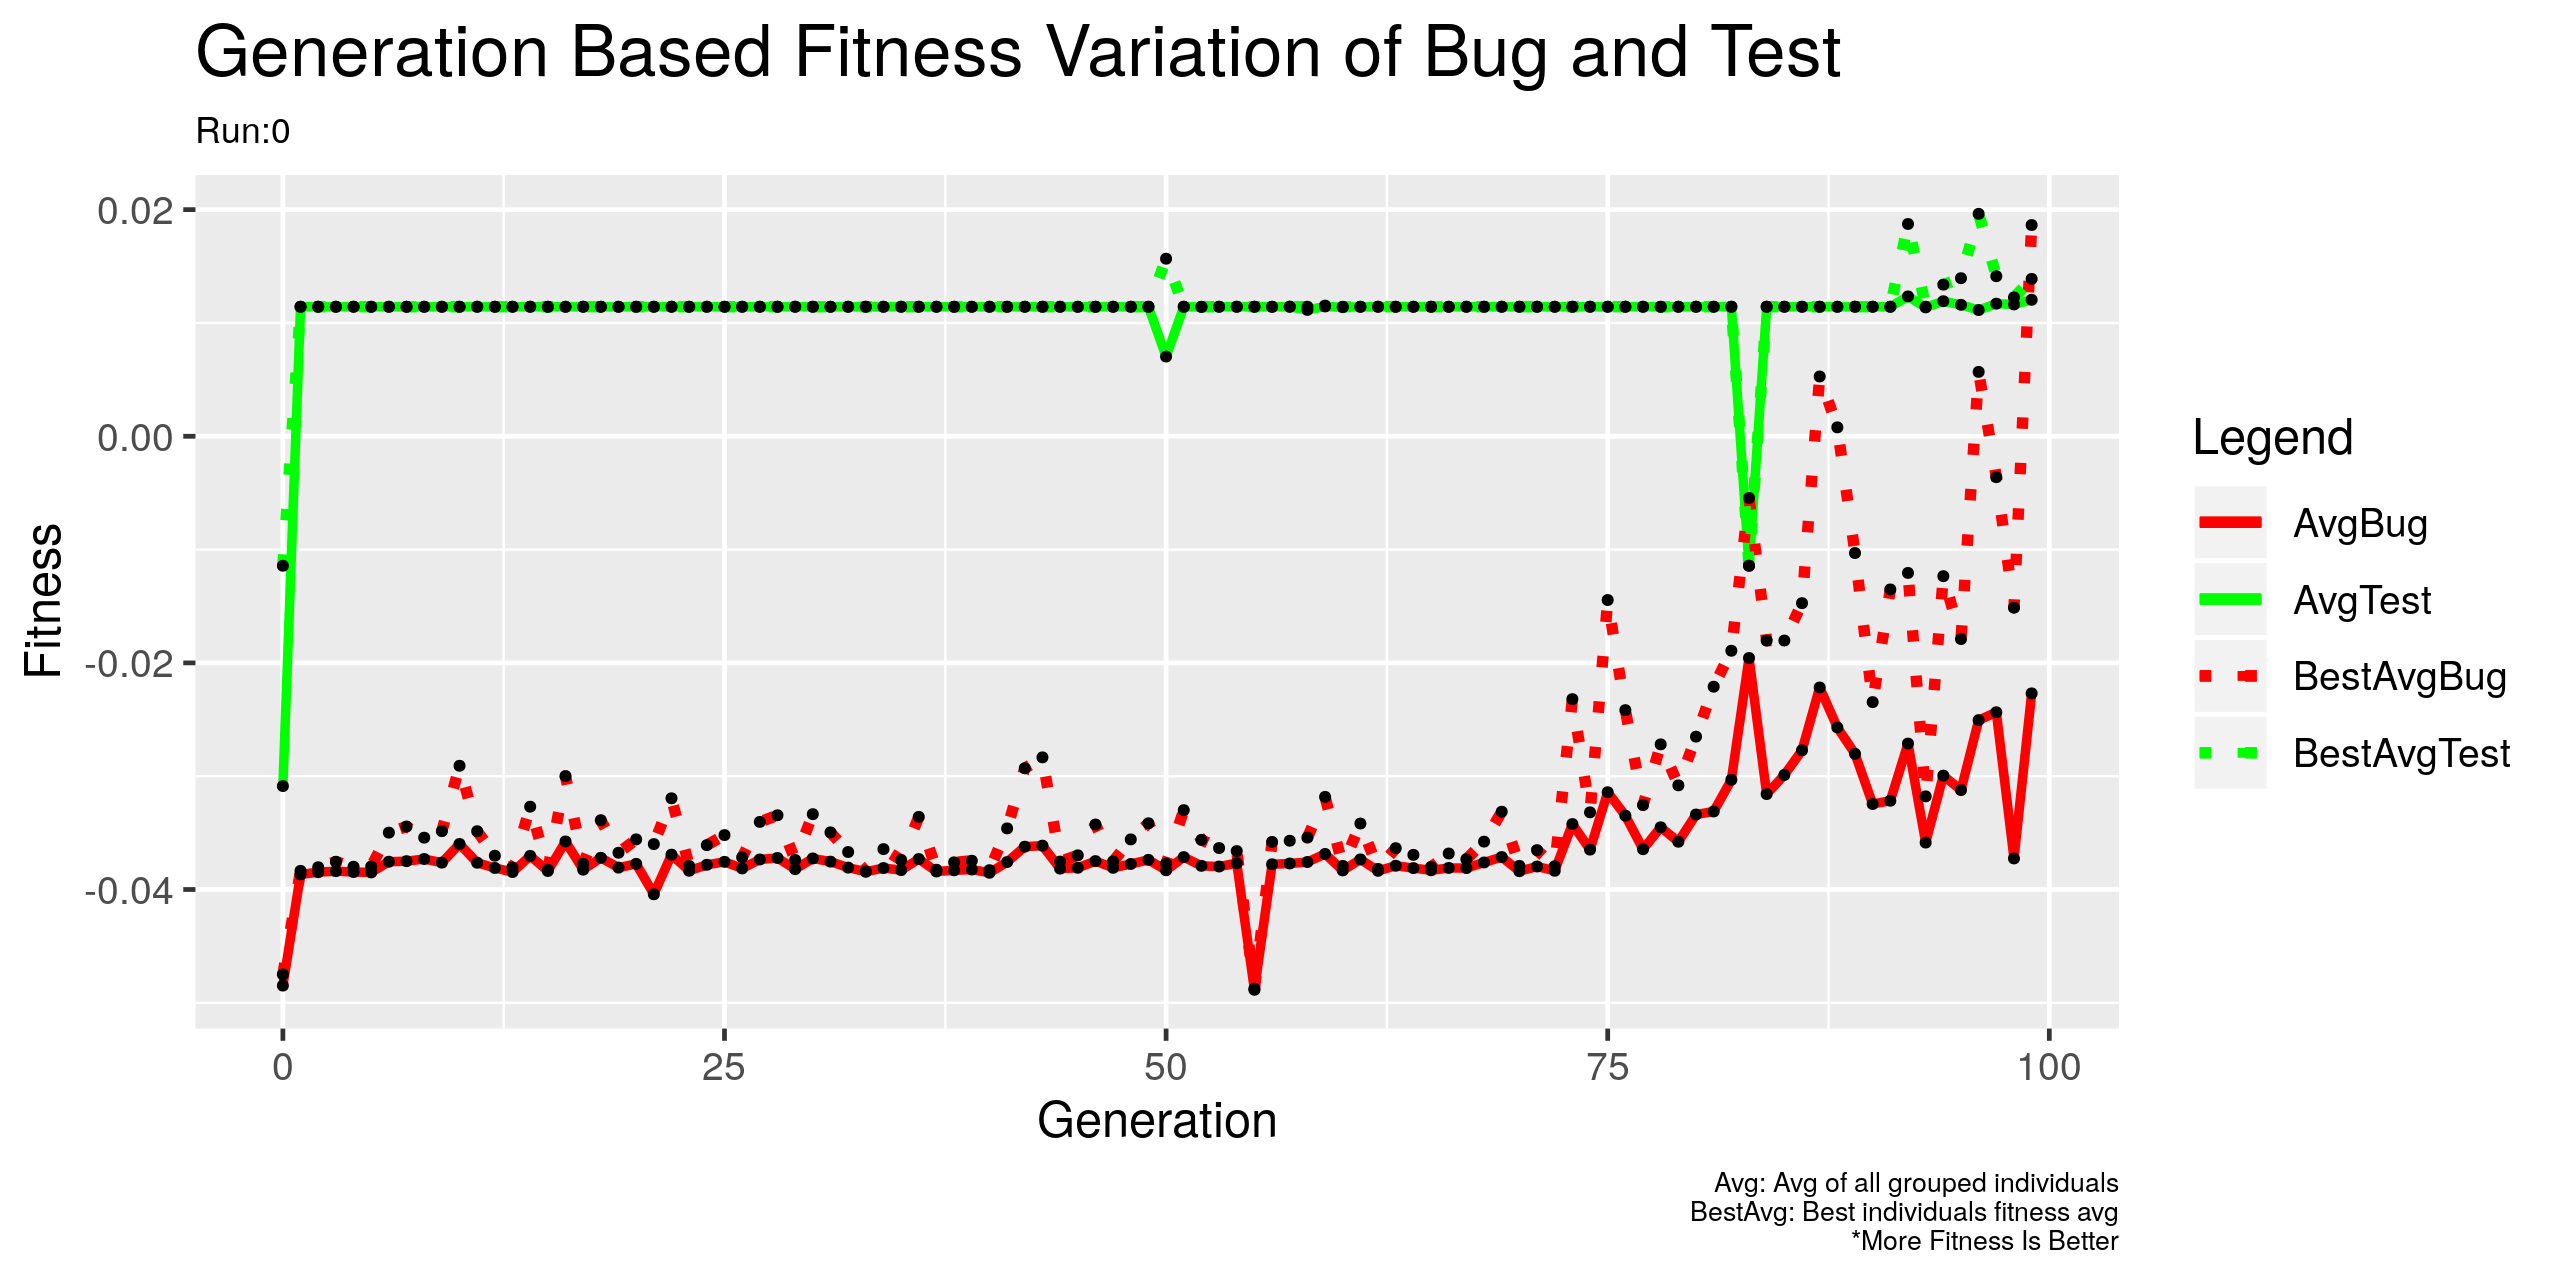 Generation Based Fitness Variation of Bug and Test
Run:0
0.02
0.00
-0.02
-0.04
Fitness
0 25 50 75 100
Generation
Legend
AvgBug
AvgTest
BestAvgBug
BestAvgTest
Avg: Avg of all grouped individuals
BestAvg: Best individuals fitness avg
*More Fitness Is Better